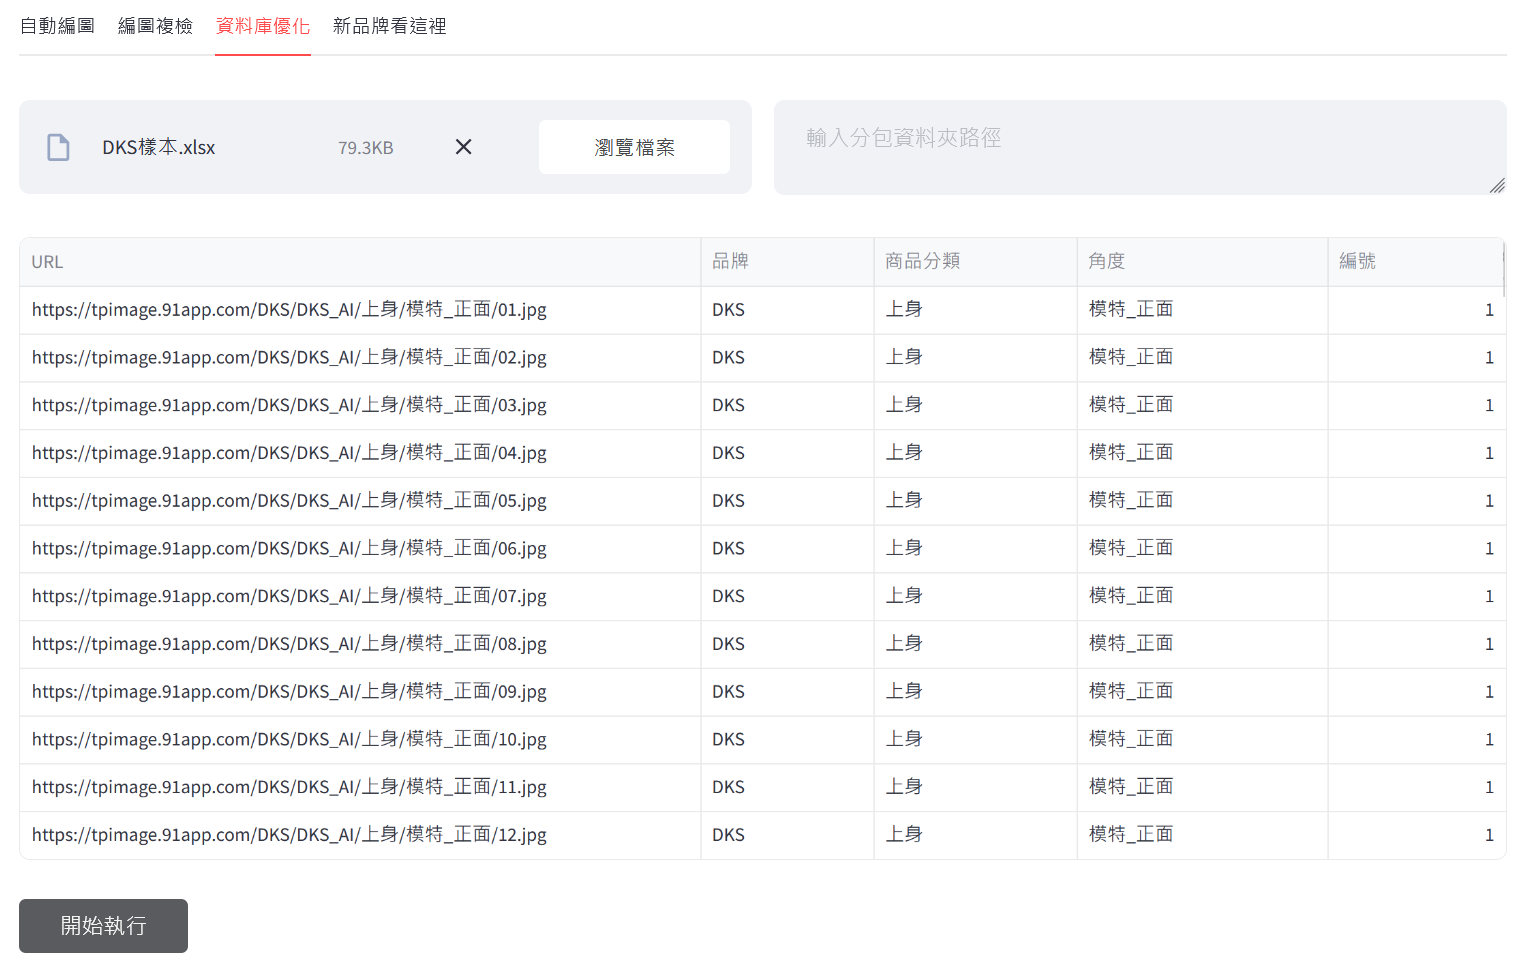 自動編圖 編圖複檢 資料庫優化 新品牌看這裡
DKS樣本.xlsx 79.3KB 瀏覽檔案
輸入分包資料夾路徑
URL 品牌 商品分類 角度 編號
https://tpimage.91app.com/DKS/DKS_AI/上身/模特_正面/01.jpg DKS 上身 模特_正面 1
https://tpimage.91app.com/DKS/DKS_AI/上身/模特_正面/02.jpg DKS 上身 模特_正面 1
https://tpimage.91app.com/DKS/DKS_AI/上身/模特_正面/03.jpg DKS 上身 模特_正面 1
https://tpimage.91app.com/DKS/DKS_AI/上身/模特_正面/04.jpg DKS 上身 模特_正面 1
https://tpimage.91app.com/DKS/DKS_AI/上身/模特_正面/05.jpg DKS 上身 模特_正面 1
https://tpimage.91app.com/DKS/DKS_AI/上身/模特_正面/06.jpg DKS 上身 模特_正面 1
https://tpimage.91app.com/DKS/DKS_AI/上身/模特_正面/07.jpg DKS 上身 模特_正面 1
https://tpimage.91app.com/DKS/DKS_AI/上身/模特_正面/08.jpg DKS 上身 模特_正面 1
https://tpimage.91app.com/DKS/DKS_AI/上身/模特_正面/09.jpg DKS 上身 模特_正面 1
https://tpimage.91app.com/DKS/DKS_AI/上身/模特_正面/10.jpg DKS 上身 模特_正面 1
https://tpimage.91app.com/DKS/DKS_AI/上身/模特_正面/11.jpg DKS 上身 模特_正面 1
https://tpimage.91app.com/DKS/DKS_AI/上身/模特_正面/12.jpg DKS 上身 模特_正面 1
開始執行